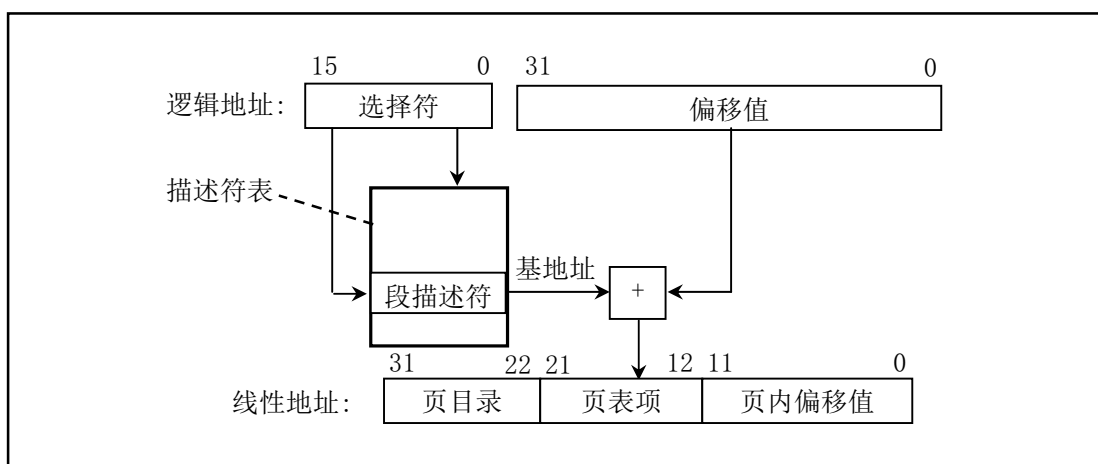 15 0 31 0
逻辑地址: 选择符 偏移值
描述符表
基地址
段描述符 +
31 22 21 12 11 0
线性地址: 页目录 页表项 页内偏移值